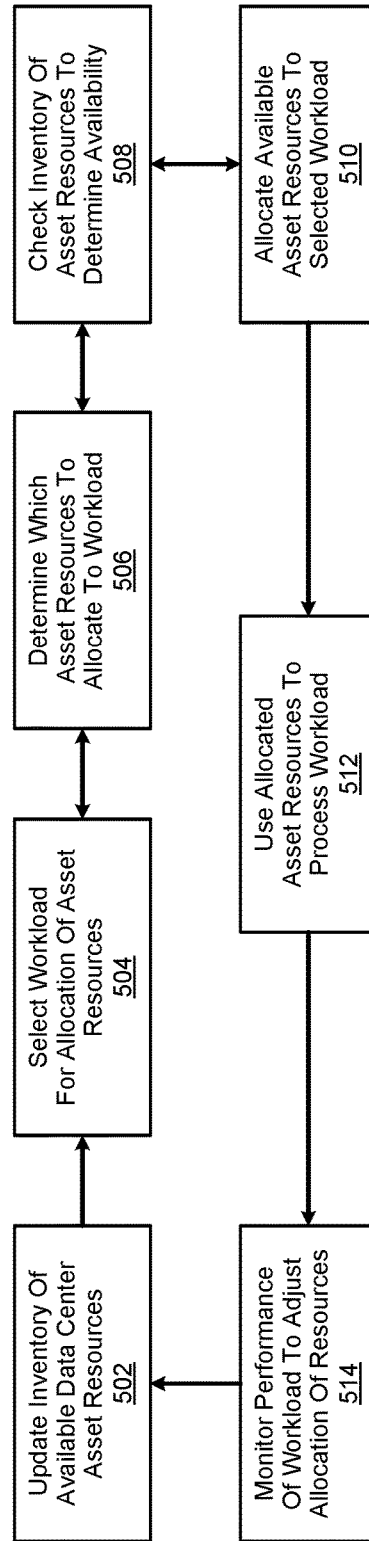 Update Inventory Of
Available Data Center
Asset Resources
502
Select Workload
For Allocation Of Asset
Resources
504
Determine Which
Asset Resources To
Allocate To Workload
506
Check Inventory Of
Asset Resources To
Determine Availability
508
Allocate Available
Asset Resources To
Selected Workload
510
Use Allocated
Asset Resources To
Process Workload
512
Monitor Performance
Of Workload To Adjust
Allocation Of Resources
514